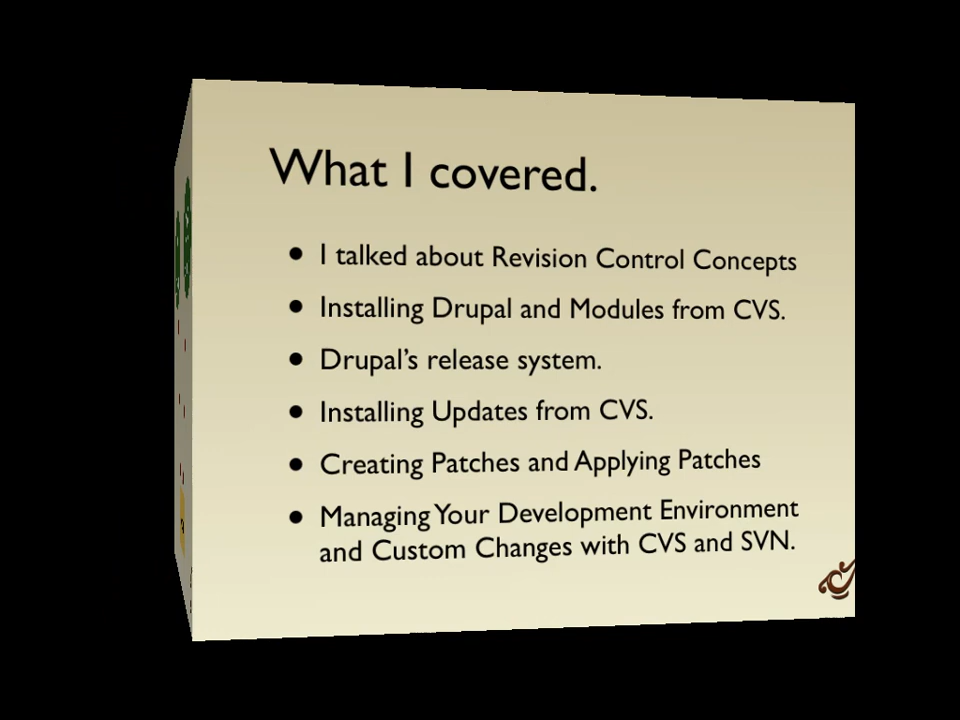 What I covered.
• I talked about Revision Control Concepts
• Installing Drupal and Modules from CVS.
• Drupal’s release system.
• Installing Updates from CVS.
• Creating Patches and Applying Patches
• Managing Your Development Environment
and Custom Changes with CVS and SVN.